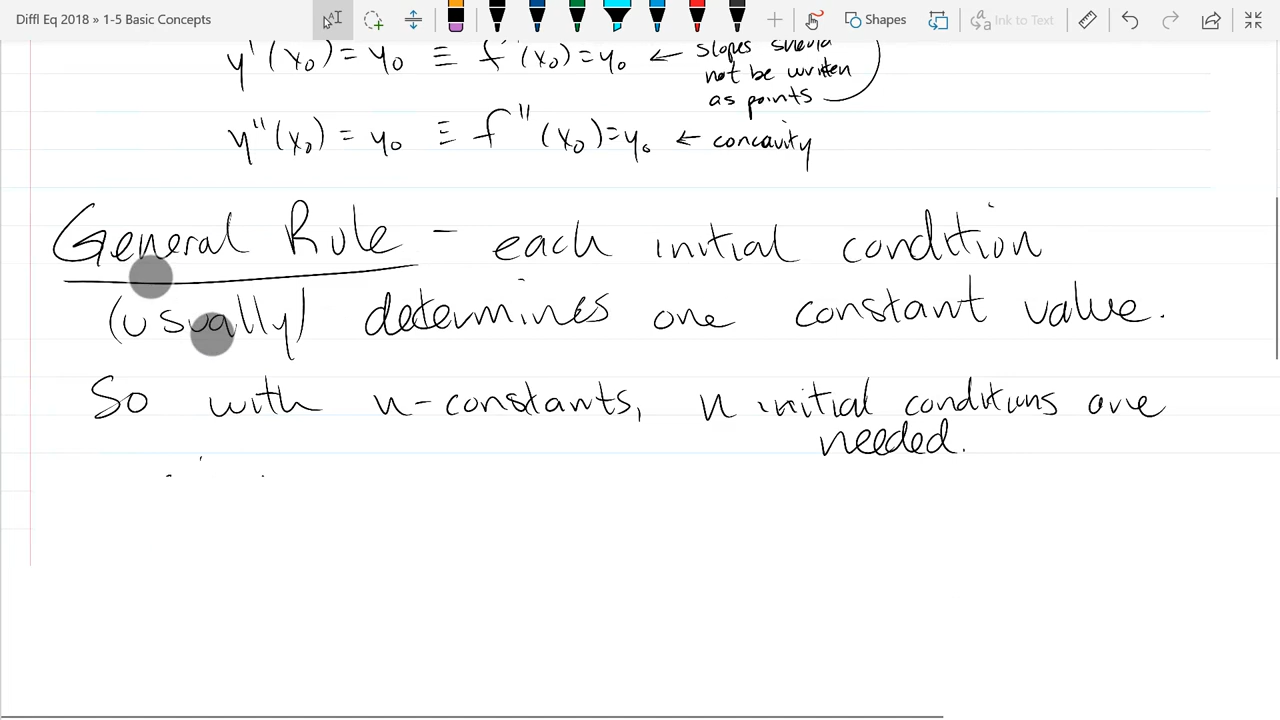 Diffl Eq 2018 » 1-5 Basic Concepts
Shapes
Ink to Text
y'(x₀) = y₀ ≡ f'(x₀)=y₀ ← slopes should
not be written
as points
y''(x₀) = y₀ ≡ f''(x₀)=y₀ ← concavity
General Rule - each initial condition
(usually) determines one constant value.
So with n-constants, n initial conditions are
needed.